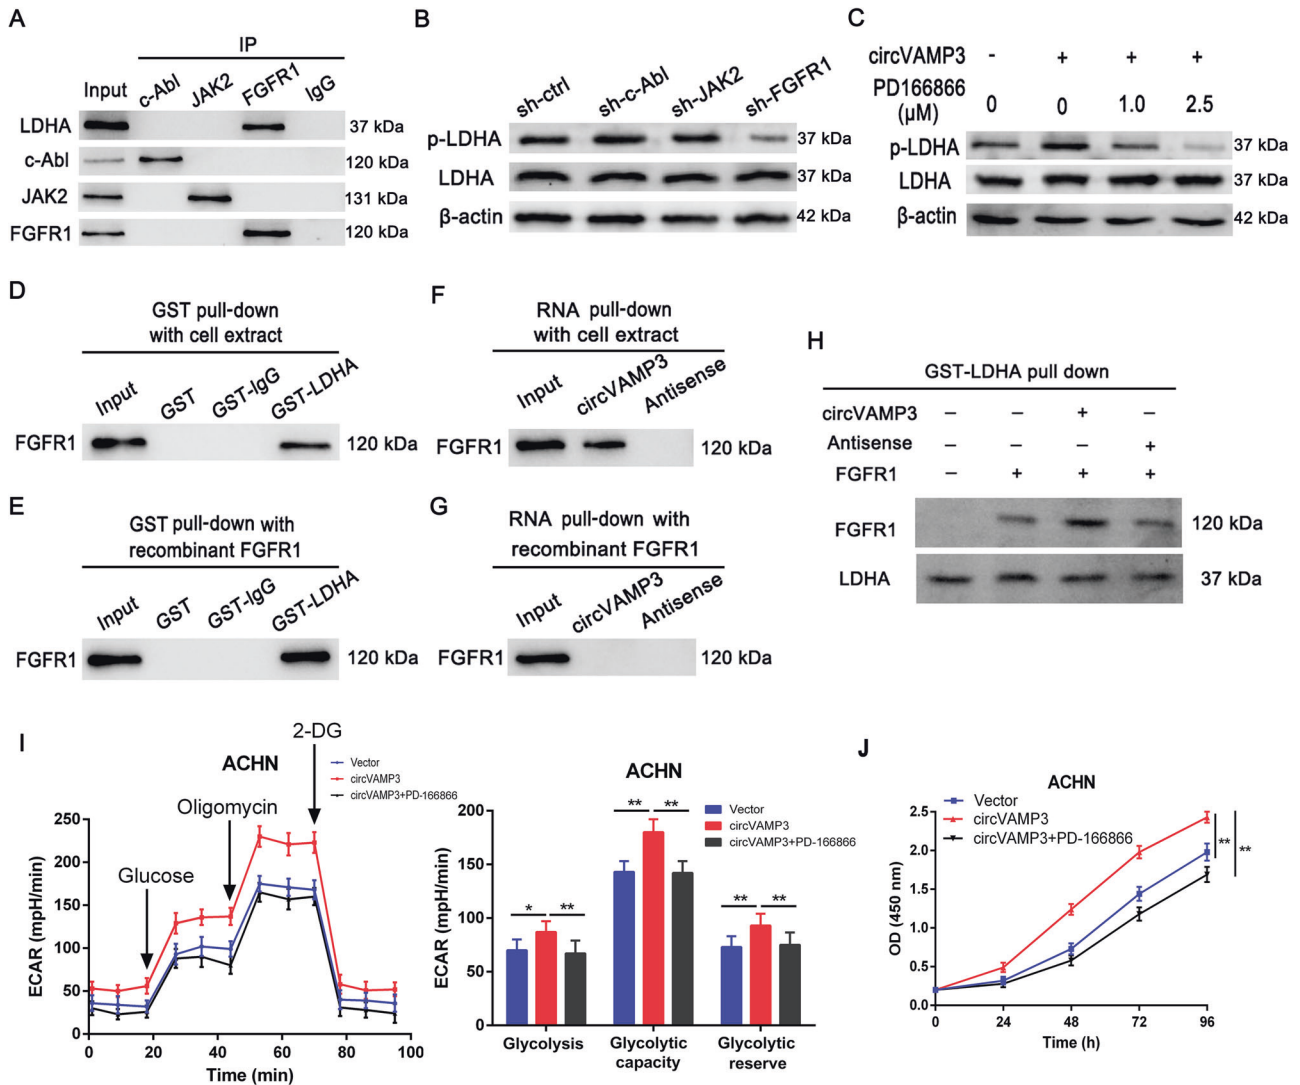 A
IP
Input
c-Abl
JAK2
FGFR1
IgG
LDHA
37 kDa
c-Abl
120 kDa
JAK2
131 kDa
FGFR1
120 kDa
B
sh-ctrl
sh-c-Abl
sh-JAK2
sh-FGFR1
p-LDHA
37 kDa
LDHA
37 kDa
β-actin
42 kDa
C
circVAMP3 - + + +
PD166866
(μM)
0 0 1.0 2.5
p-LDHA
37 kDa
LDHA
37 kDa
β-actin
42 kDa
D
GST pull-down
with cell extract
Input
GST
GST-IgG
GST-LDHA
FGFR1
120 kDa
E
GST pull-down with
recombinant FGFR1
Input
GST
GST-IgG
GST-LDHA
FGFR1
120 kDa
F
RNA pull-down
with cell extract
Input
circVAMP3
Antisense
FGFR1
120 kDa
G
RNA pull-down with
recombinant FGFR1
Input
circVAMP3
Antisense
FGFR1
120 kDa
H
GST-LDHA pull down
circVAMP3 – – + –
Antisense – – – +
FGFR1 – + + +
FGFR1
120 kDa
LDHA
37 kDa
I
2-DG
ACHN
Vector
circVAMP3
circVAMP3+PD-166866
Oligomycin
Glucose
ECAR (mpH/min)
250
200
150
100
50
0
0 20 40 60 80 100
Time (min)
ACHN
Vector
circVAMP3
circVAMP3+PD-166866
** **
* **
** **
ECAR (mpH/min)
200
150
100
50
0
Glycolysis
Glycolytic
capacity
Glycolytic
reserve
J
ACHN
Vector
circVAMP3
circVAMP3+PD-166866
** **
OD (450 nm)
2.5
2.0
1.5
1.0
0.5
0.0
0 24 48 72 96
Time (h)